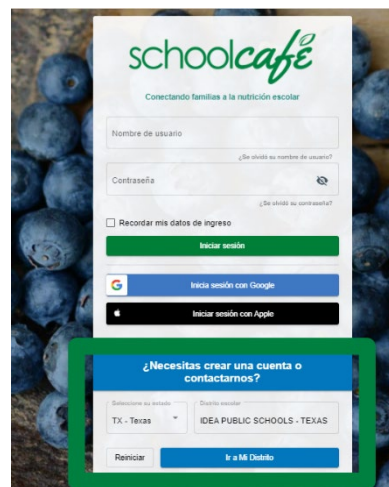 schoolcafé
Conectando familias a la nutrición escolar
Nombre de usuario
¿Se olvidó su nombre de usuario?
Contraseña
¿Se olvidó su contraseña?
Recordar mis datos de ingreso
Iniciar sesión
G Inicia sesión con Google
Iniciar sesión con Apple
¿Necesitas crear una cuenta o
contactarnos?
Seleccione su estado Distrito escolar
TX - Texas IDEA PUBLIC SCHOOLS - TEXAS
Reiniciar Ir a Mi Distrito